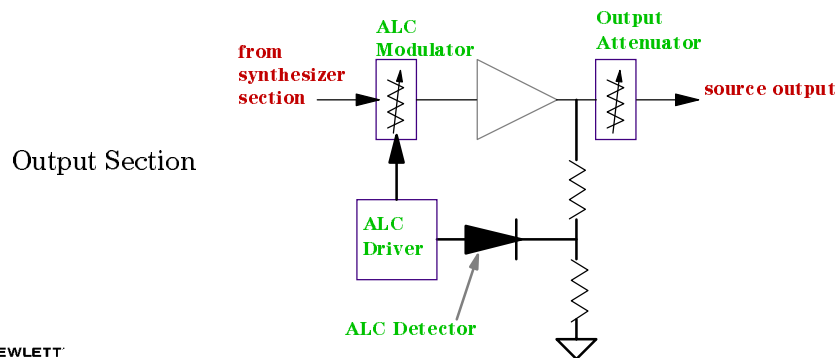 ALC
Modulator
Output
Attenuator
from
synthesizer
section
source output
Output Section
ALC
Driver
ALC Detector
EWLETT